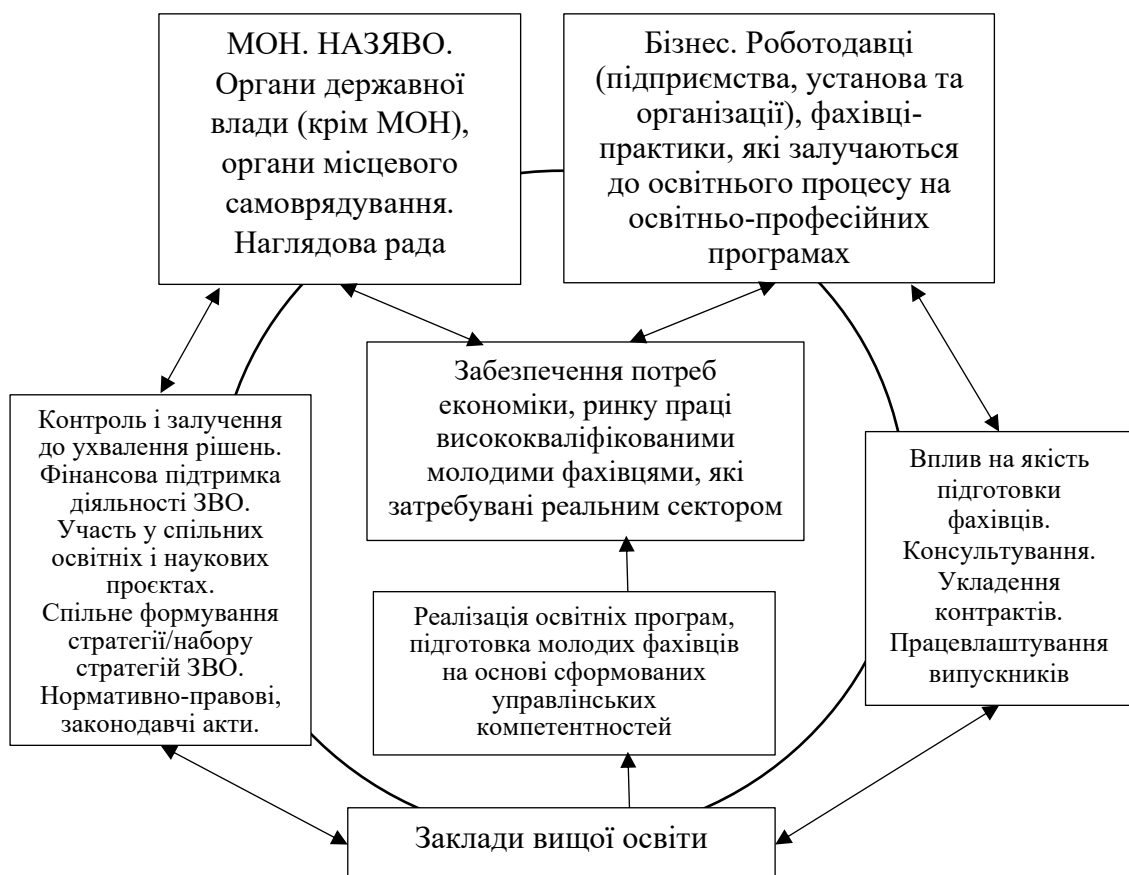 МОН. НАЗЯВО.
Органи державної
влади (крім МОН),
органи місцевого
самоврядування.
Наглядова рада
Бізнес. Роботодавці
(підприємства, установа та
організації), фахівці-
практики, які залучаються
до освітнього процесу на
освітньо-професійних
програмах
Контроль і залучення
до ухвалення рішень.
Фінансова підтримка
діяльності ЗВО.
Участь у спільних
освітніх і наукових
проєктах.
Спільне формування
стратегії/набору
стратегій ЗВО.
Нормативно-правові,
законодавчі акти.
Забезпечення потреб
економіки, ринку праці
висококваліфікованими
молодими фахівцями, які
затребувані реальним сектором
Вплив на якість
підготовки
фахівців.
Консультування.
Укладення
контрактів.
Працевлаштування
випускників
Реалізація освітніх програм,
підготовка молодих фахівців
на основі сформованих
управлінських
компетентностей
Заклади вищої освіти